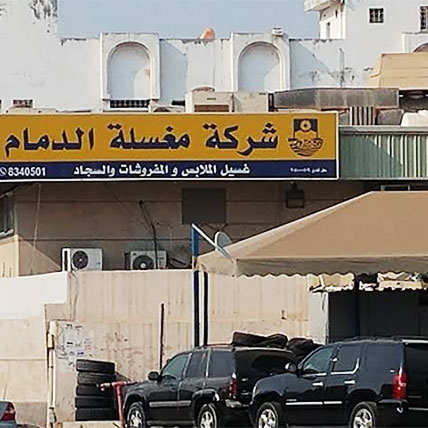 شركة مغسلة الدمام
غسيل الملابس و المفروشات والسجاد
8340501